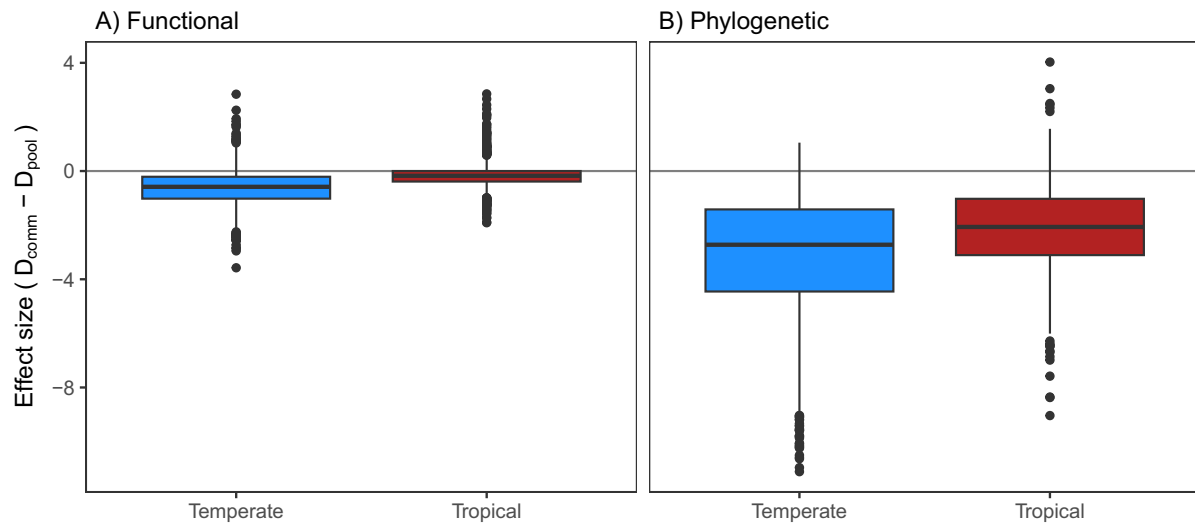 A) Functional
B) Phylogenetic
Effect size ( D_comm − D_pool)
4
0
−4
−8
Temperate
Tropical
Temperate
Tropical